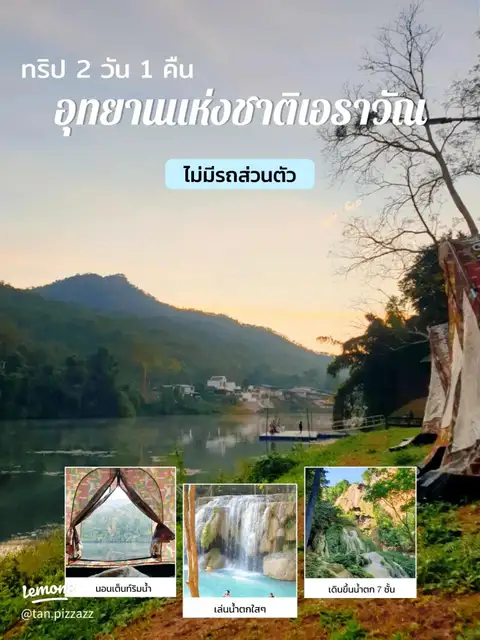 ทริป 2 วัน 1 คืน
อุทยานแห่งชาติเอราวัณ
ไม่มีรถส่วนตัว
นอนเต็นท์ริมน้ำ
เล่นน้ำตกใสๆ
เดินขึ้นน้ำตก 7 ชั้น
@tan.pizzazz